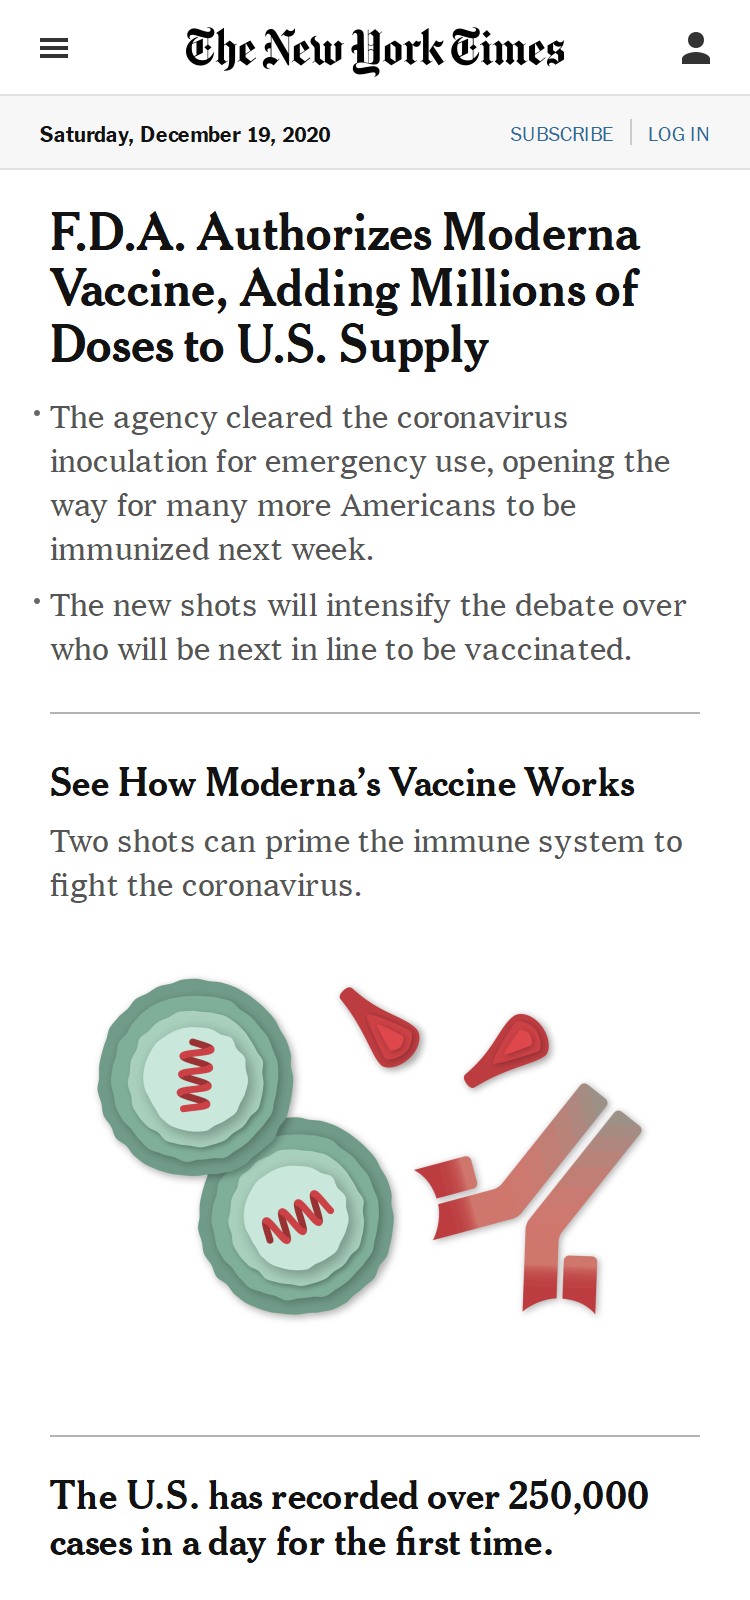 The New York Times
Saturday, December 19, 2020
SUBSCRIBE
LOG IN
F.D.A. Authorizes Moderna
Vaccine, Adding Millions of
Doses to U.S. Supply
• The agency cleared the coronavirus
inoculation for emergency use, opening the
way for many more Americans to be
immunized next week.
• The new shots will intensify the debate over
who will be next in line to be vaccinated.
See How Moderna’s Vaccine Works
Two shots can prime the immune system to
fight the coronavirus.
The U.S. has recorded over 250,000
cases in a day for the first time.